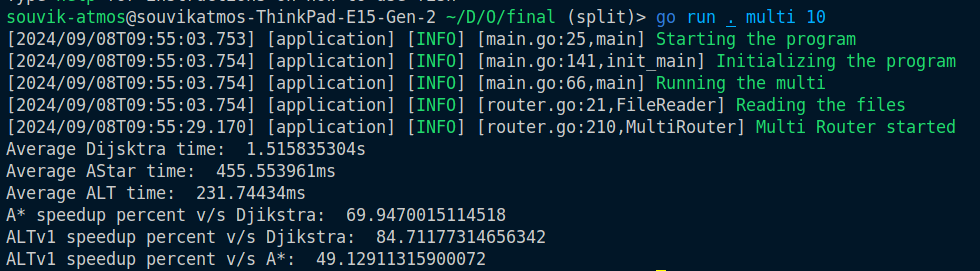 souvik-atmos@souvikatmos-ThinkPad-E15-Gen-2 ~/D/O/final (split)> go run . multi 10
[2024/09/08T09:55:03.753] [application] [INFO] [main.go:25,main] Starting the program
[2024/09/08T09:55:03.754] [application] [INFO] [main.go:141,init_main] Initializing the program
[2024/09/08T09:55:03.754] [application] [INFO] [main.go:66,main] Running the multi
[2024/09/08T09:55:03.754] [application] [INFO] [router.go:21,FileReader] Reading the files
[2024/09/08T09:55:29.170] [application] [INFO] [router.go:210,MultiRouter] Multi Router started
Average Dijsktra time:  1.515835304s
Average AStar time:  455.553961ms
Average ALT time:  231.74434ms
A* speedup percent v/s Djikstra:  69.9470015114518
ALTv1 speedup percent v/s Djikstra:  84.71177314656342
ALTv1 speedup percent v/s A*:  49.12911315900072